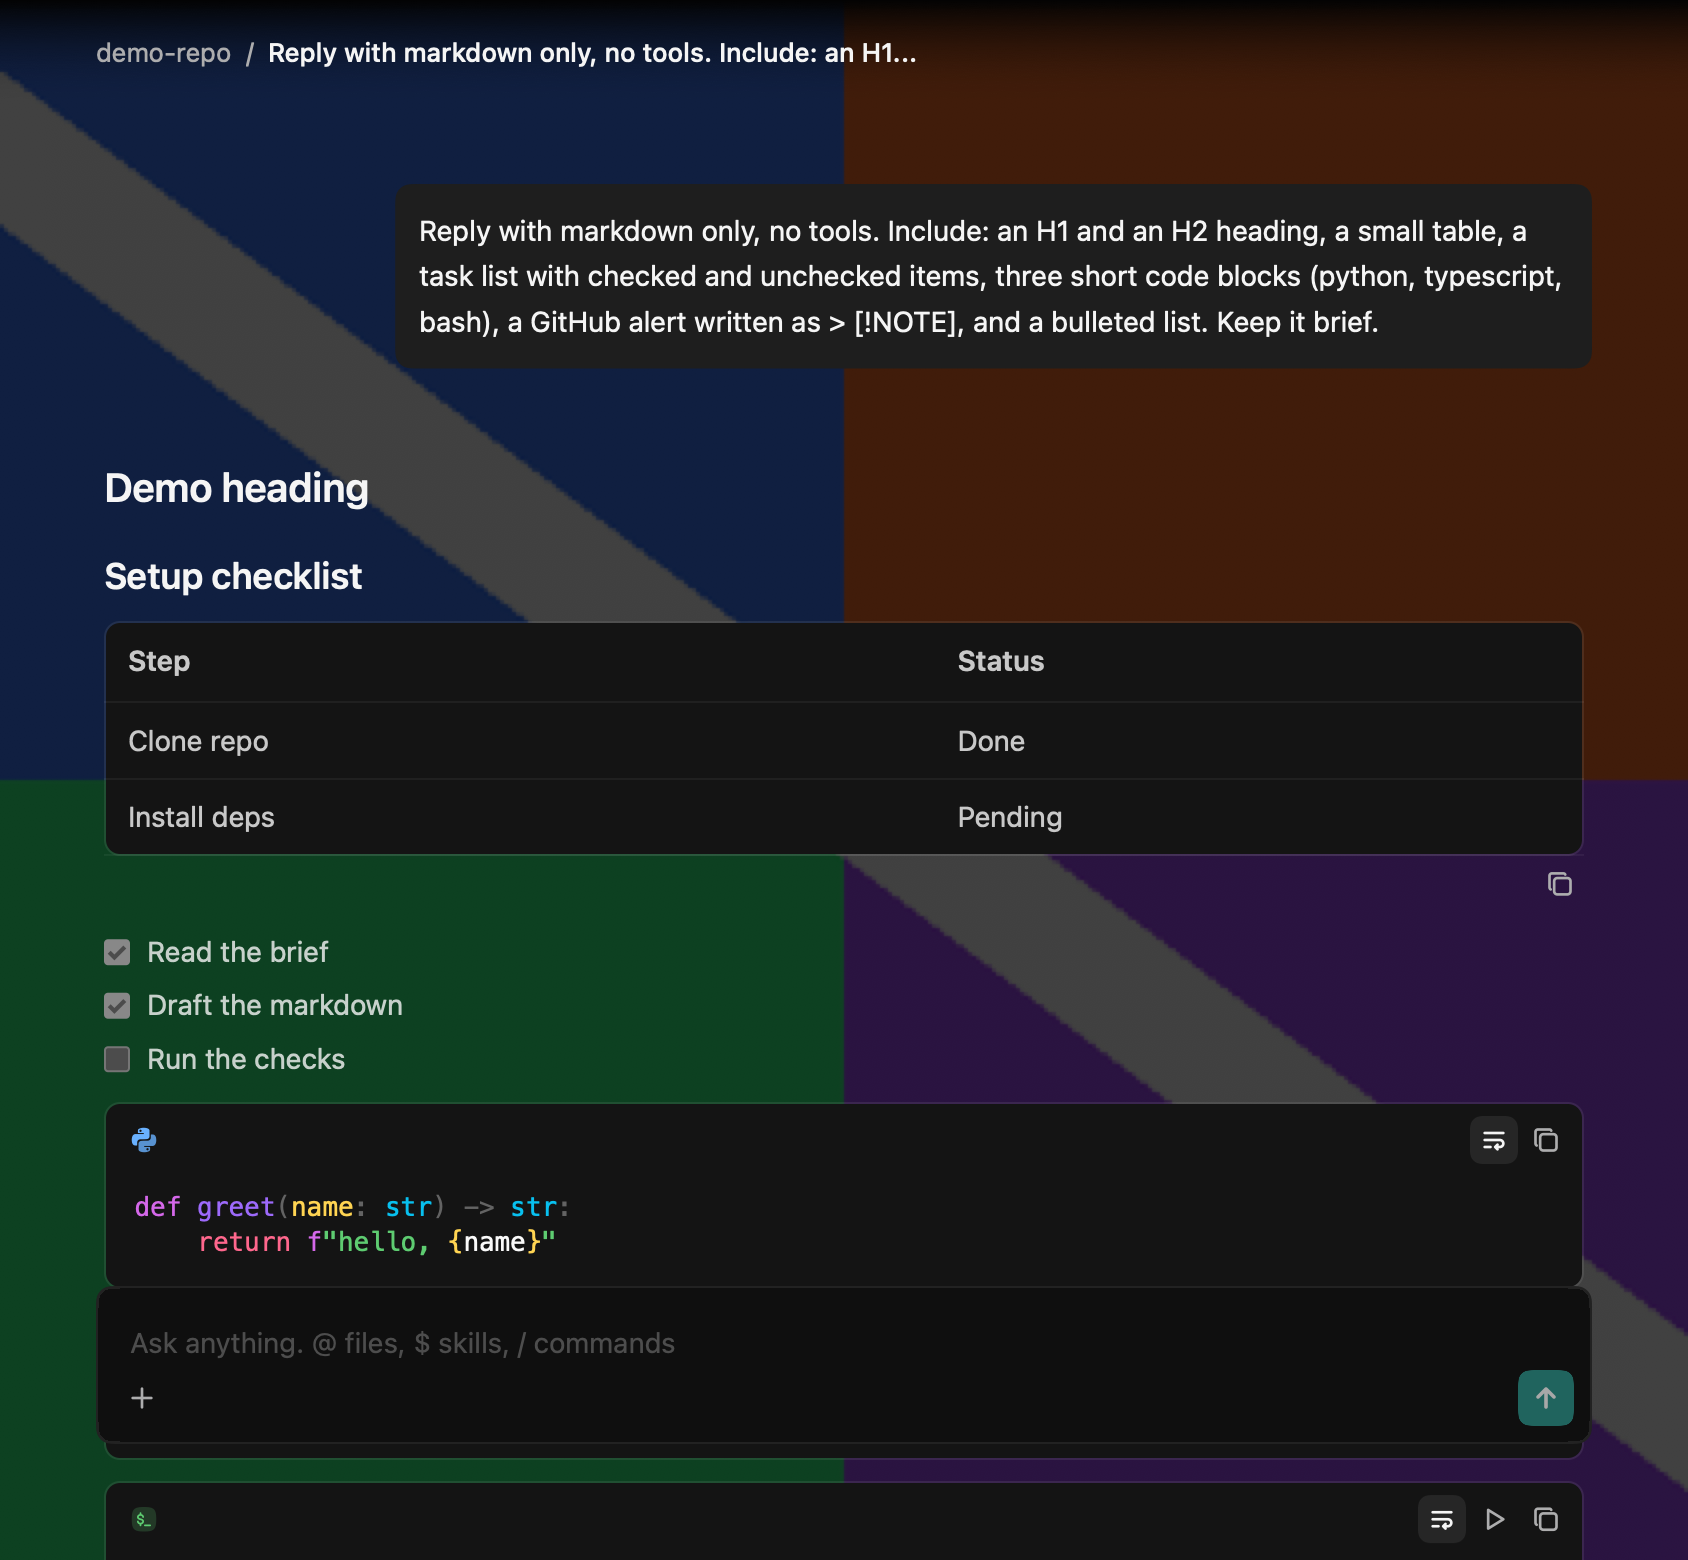 demo-repo / Reply with markdown only, no tools. Include: an H1...
Reply with markdown only, no tools. Include: an H1 and an H2 heading, a small table, a
task list with checked and unchecked items, three short code blocks (python, typescript,
bash), a GitHub alert written as > [!NOTE], and a bulleted list. Keep it brief.
Demo heading
Setup checklist
Step Status
Clone repo Done
Install deps Pending
Read the brief
Draft the markdown
Run the checks
def greet(name: str) -> str:
    return f"hello, {name}"
Ask anything. @ files, $ skills, / commands
$_